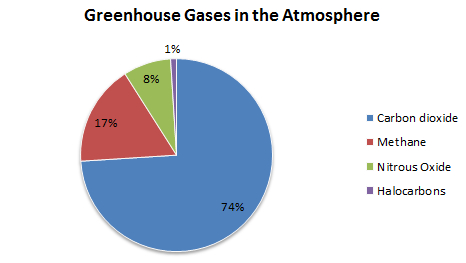 Greenhouse Gases in the Atmosphere
1%
8%
17%
74%
Carbon dioxide
Methane
Nitrous Oxide
Halocarbons